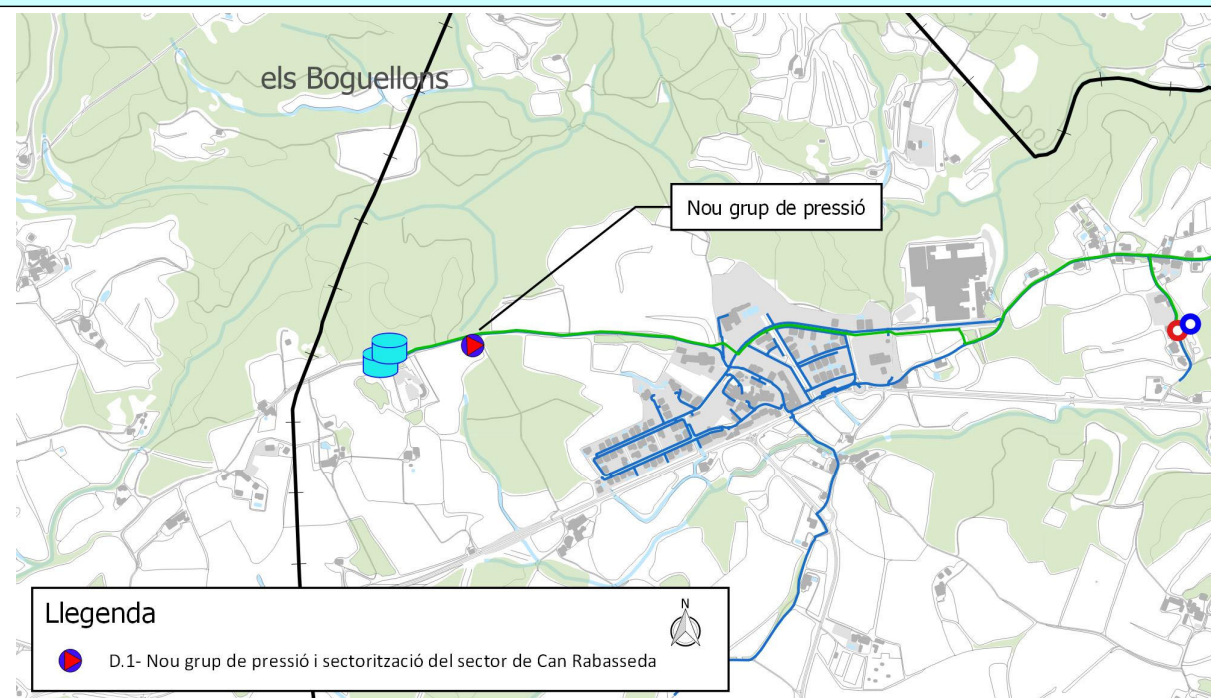 els Boguellons
Nou grup de pressió
Llegenda
N
D.1- Nou grup de pressió i sectorització del sector de Can Rabasseda